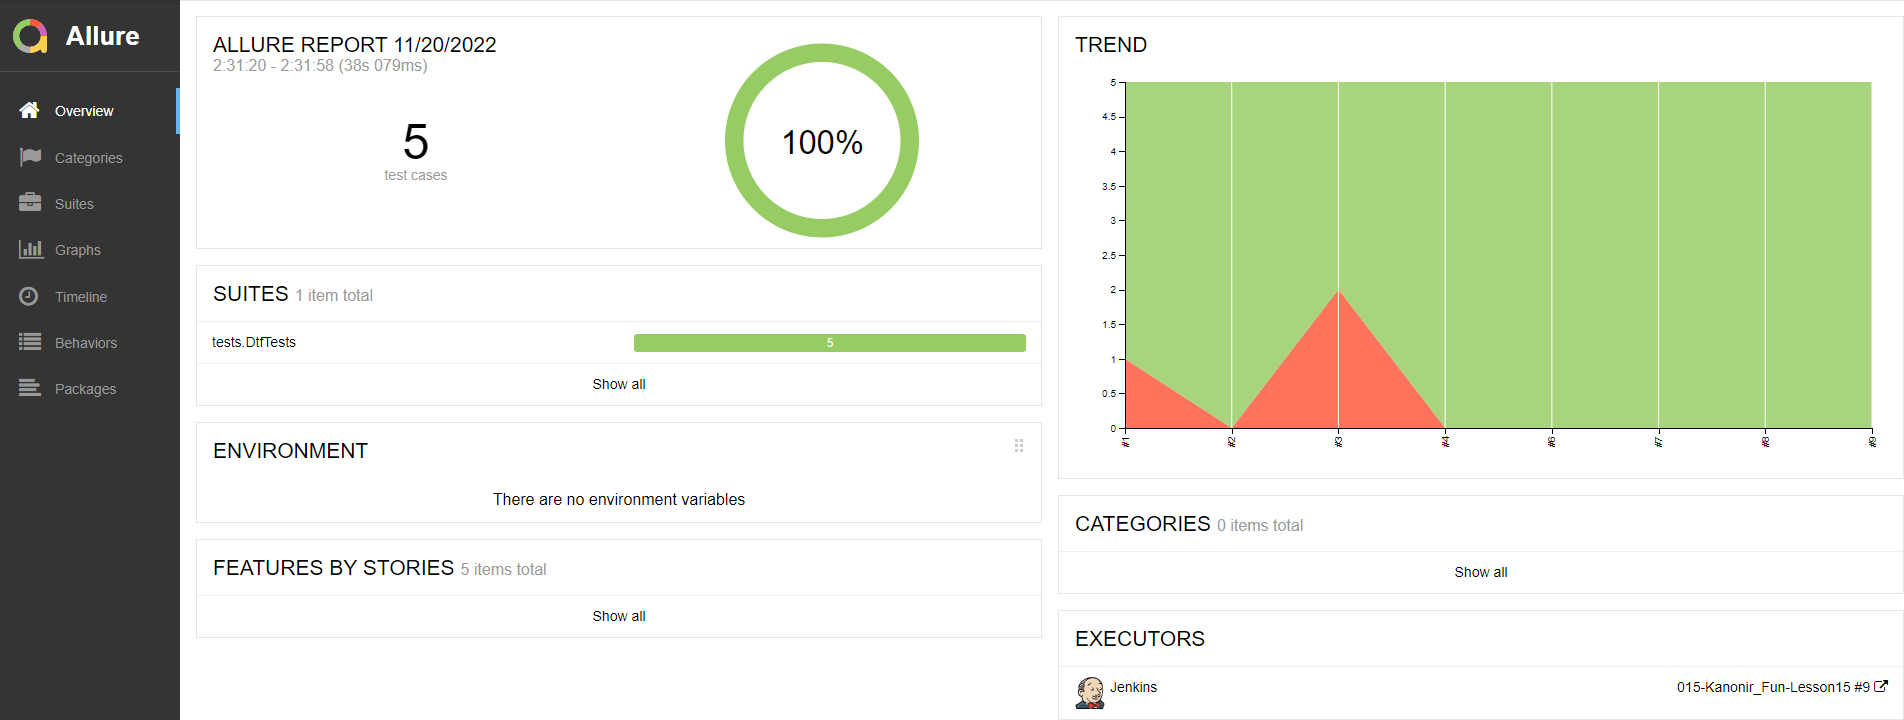 Allure
Overview
Categories
Suites
Graphs
Timeline
Behaviors
Packages
ALLURE REPORT 11/20/2022
2:31:20 - 2:31:58 (38s 079ms)
5
test cases
100%
SUITES 1 item total
tests.DtfTests
5
Show all
ENVIRONMENT
There are no environment variables
FEATURES BY STORIES 5 items total
Show all
TREND
5
4.5
4
3.5
3
2.5
2
1.5
1
0.5
0
#1
#2
#3
#4
#6
#7
#8
#9
CATEGORIES 0 items total
Show all
EXECUTORS
Jenkins
015-Kanonir_Fun-Lesson15 #9